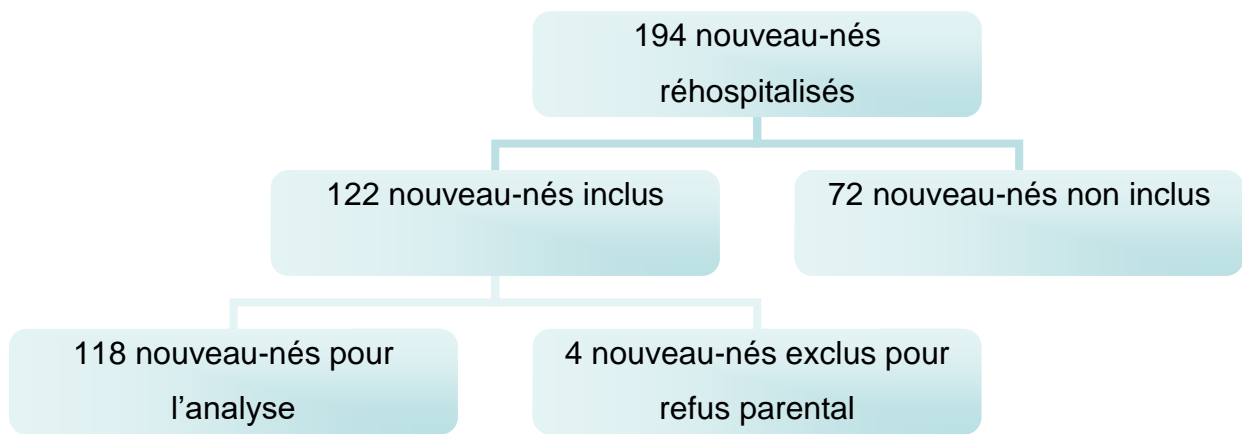 194 nouveau-nés
réhospitalisés
122 nouveau-nés inclus
72 nouveau-nés non inclus
118 nouveau-nés pour
l’analyse
4 nouveau-nés exclus pour
refus parental